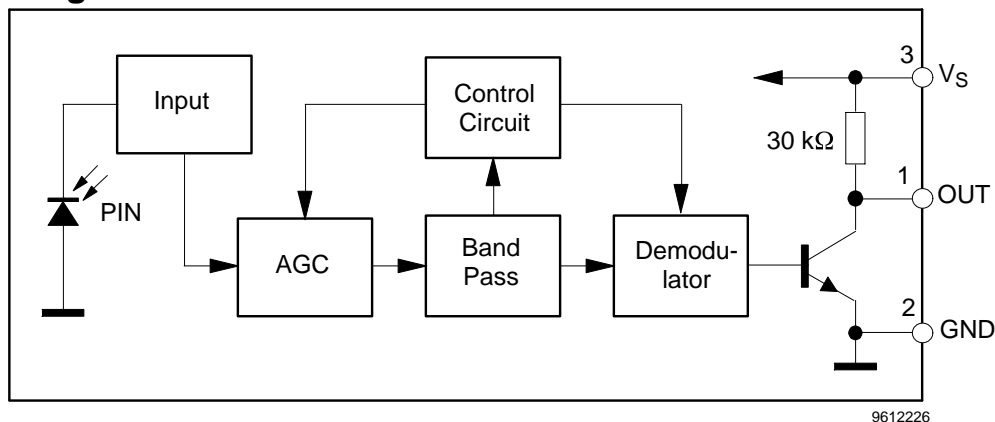 Input
PIN
AGC
Control
Circuit
Band
Pass
Demodu-
lator
30 kΩ
3
VS
1
OUT
2
GND
9612226